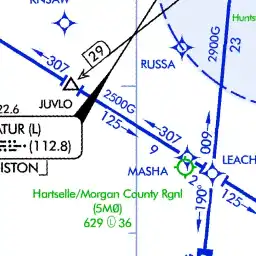 RNSAW
Hunts
29
RUSSA
2900G
23
307
JUVLO
2500G
22.6
125
307
009
ATUR (L)
(112.8)
9
LEACH
ISTON
MASHA
2
Hartselle/Morgan County Rgnl
(5M0)
629 Ⓛ 36
190°
125